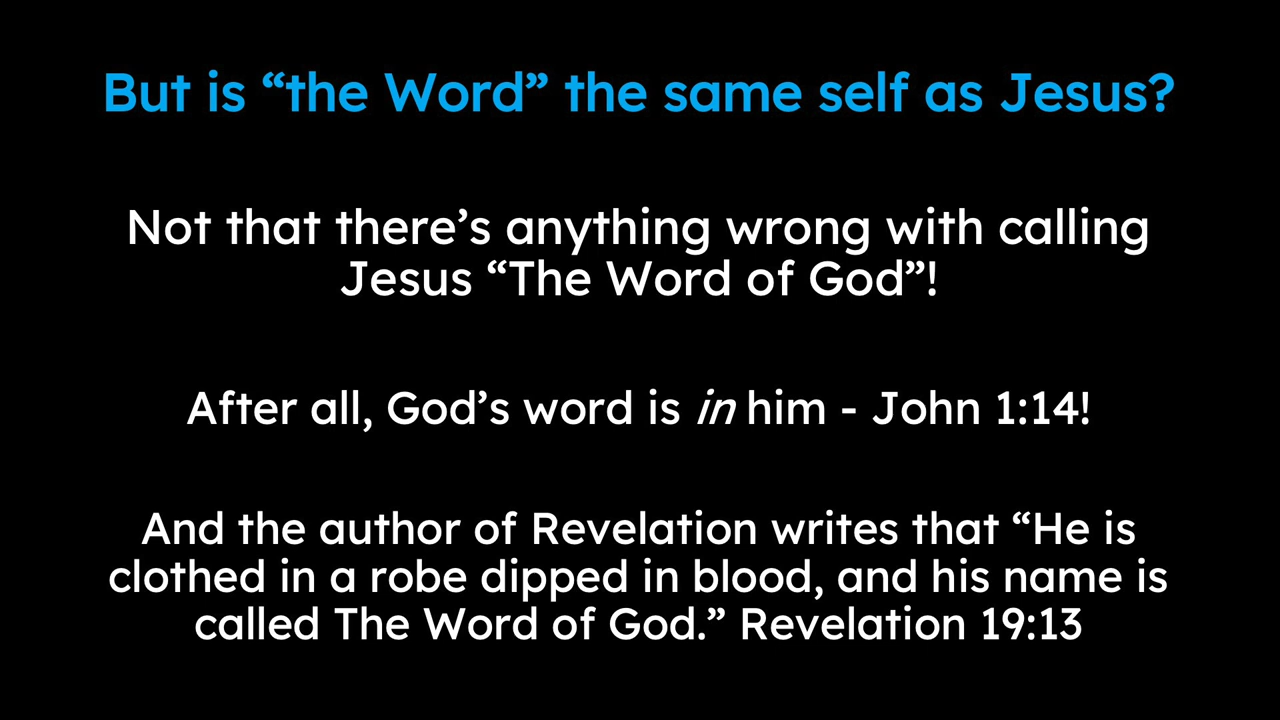 But is “the Word” the same self as Jesus?
Not that there’s anything wrong with calling
Jesus “The Word of God”!
After all, God’s word is in him - John 1:14!
And the author of Revelation writes that “He is
clothed in a robe dipped in blood, and his name is
called The Word of God.” Revelation 19:13